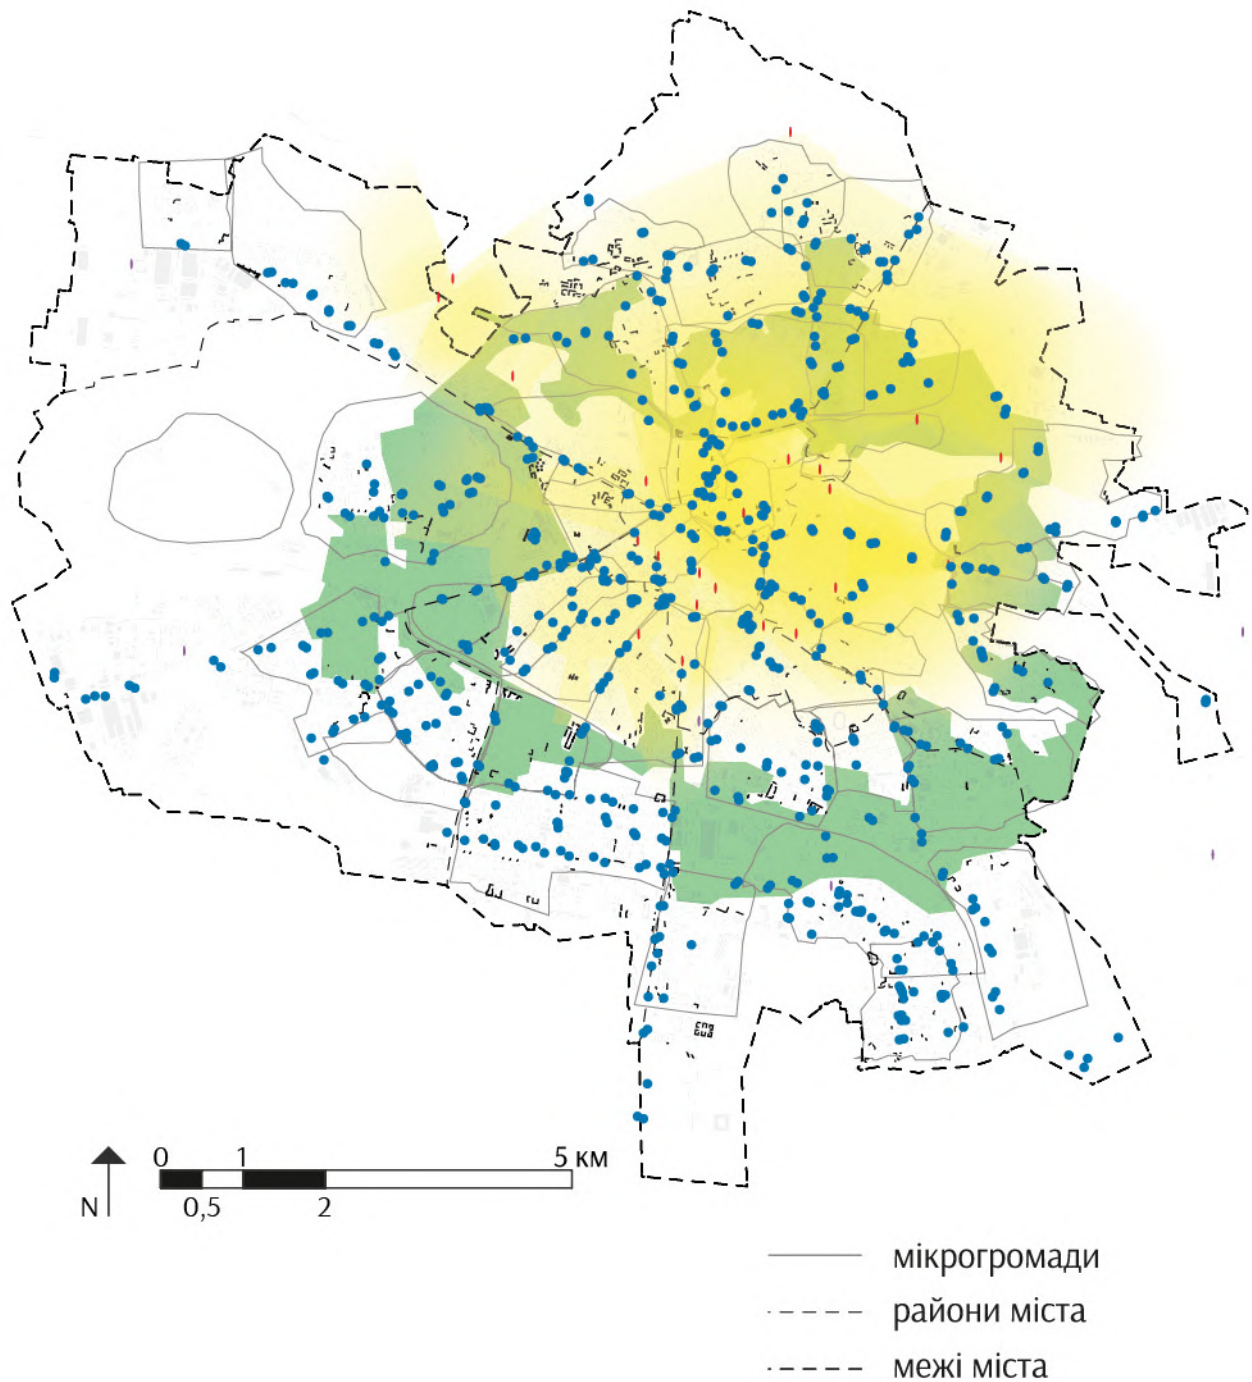 0 1 5 км
N 0,5 2
мікрогромади
райони міста
межі міста